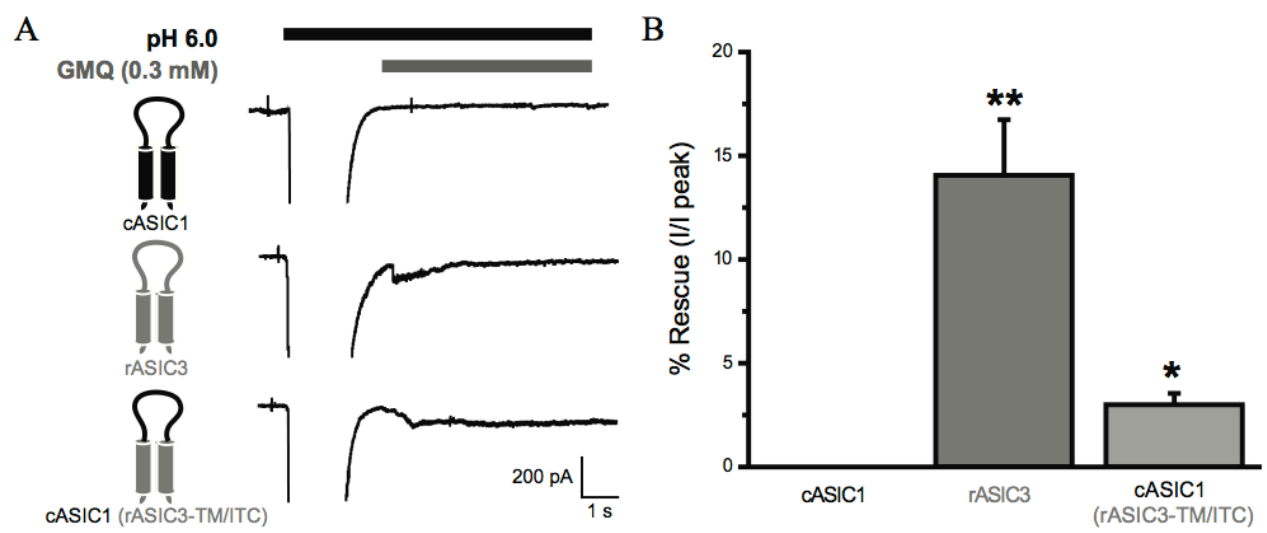 A
pH 6.0
GMQ (0.3 mM)
cASIC1
rASIC3
cASIC1 (rASIC3-TM/ITC)
200 pA
1 s
B
% Rescue (I/I peak)
20
15
10
5
0
**
*
cASIC1
rASIC3
cASIC1
(rASIC3-TM/ITC)